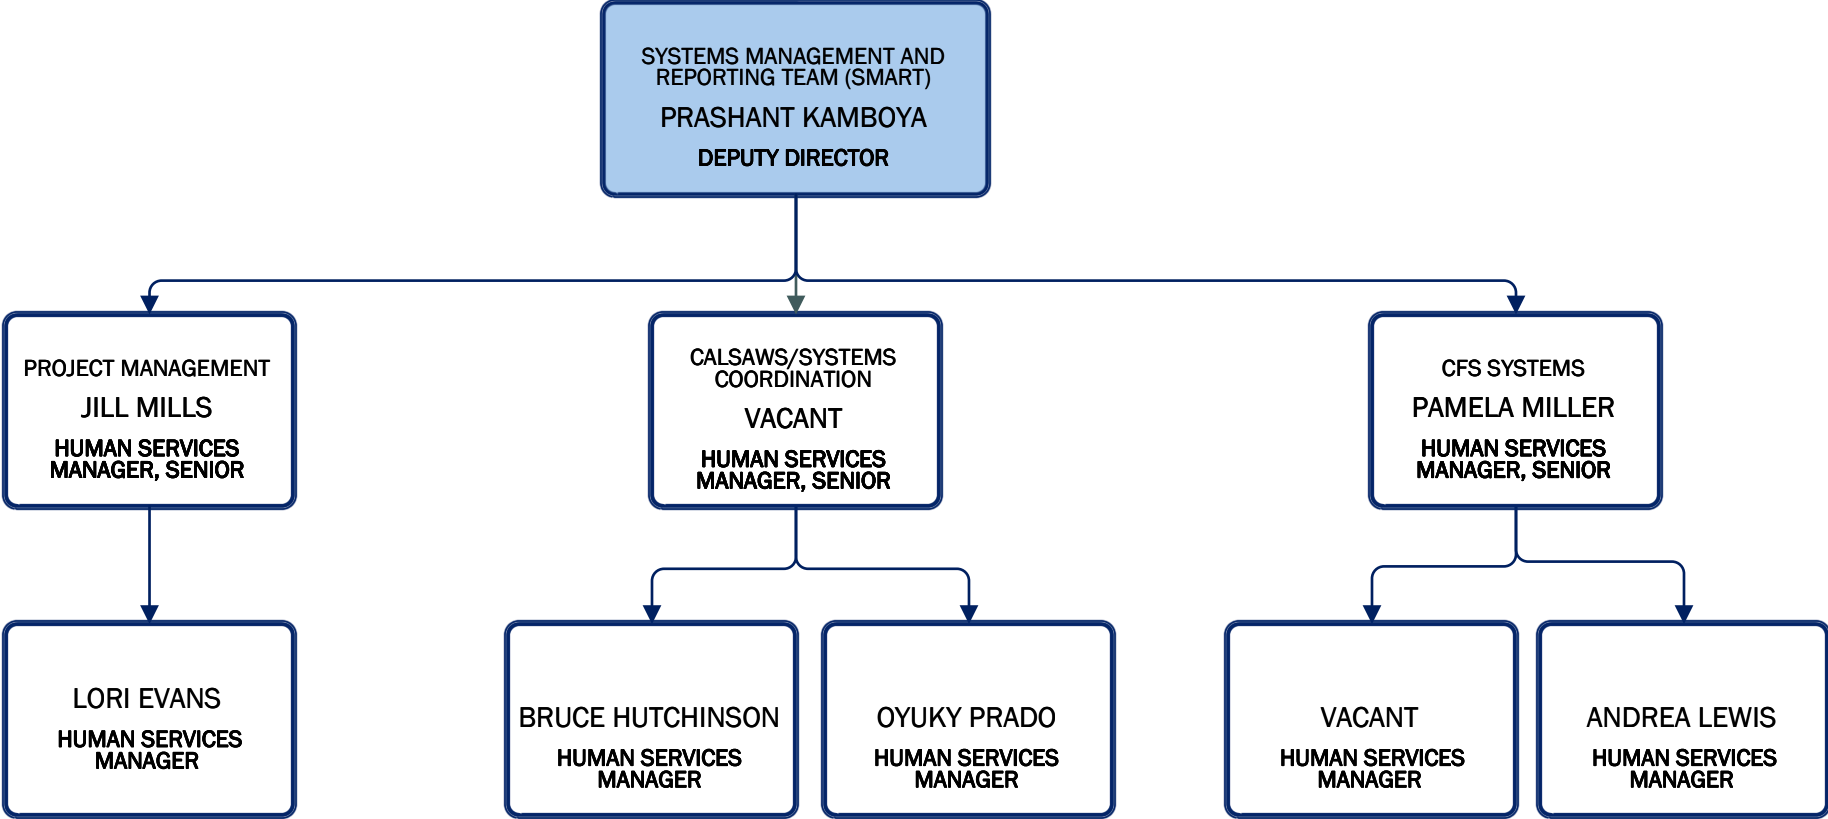 SYSTEMS MANAGEMENT AND
REPORTING TEAM (SMART)
PRASHANT KAMBOYA
DEPUTY DIRECTOR
PROJECT MANAGEMENT
JILL MILLS
HUMAN SERVICES
MANAGER, SENIOR
CALSAWS/SYSTEMS
COORDINATION
VACANT
HUMAN SERVICES
MANAGER, SENIOR
CFS SYSTEMS
PAMELA MILLER
HUMAN SERVICES
MANAGER, SENIOR
LORI EVANS
HUMAN SERVICES
MANAGER
BRUCE HUTCHINSON
HUMAN SERVICES
MANAGER
OYUKY PRADO
HUMAN SERVICES
MANAGER
VACANT
HUMAN SERVICES
MANAGER
ANDREA LEWIS
HUMAN SERVICES
MANAGER